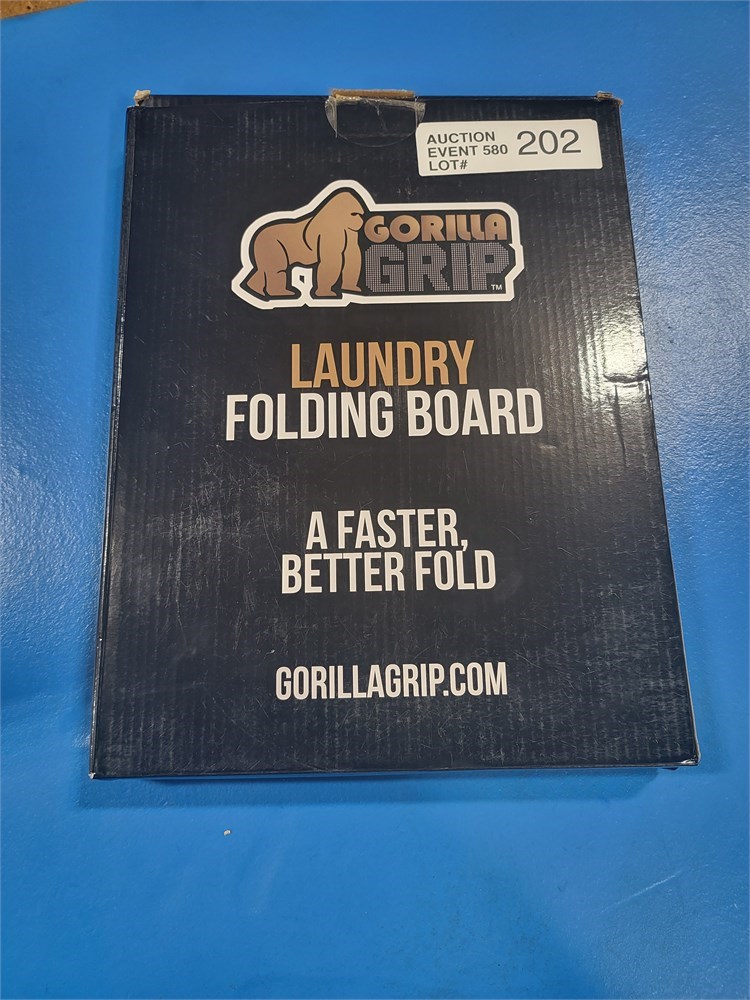 AUCTION
EVENT 580
LOT#
202
GORILLA
GRIP
TM
LAUNDRY
FOLDING BOARD
A FASTER,
BETTER FOLD
GORILLAGRIP.COM